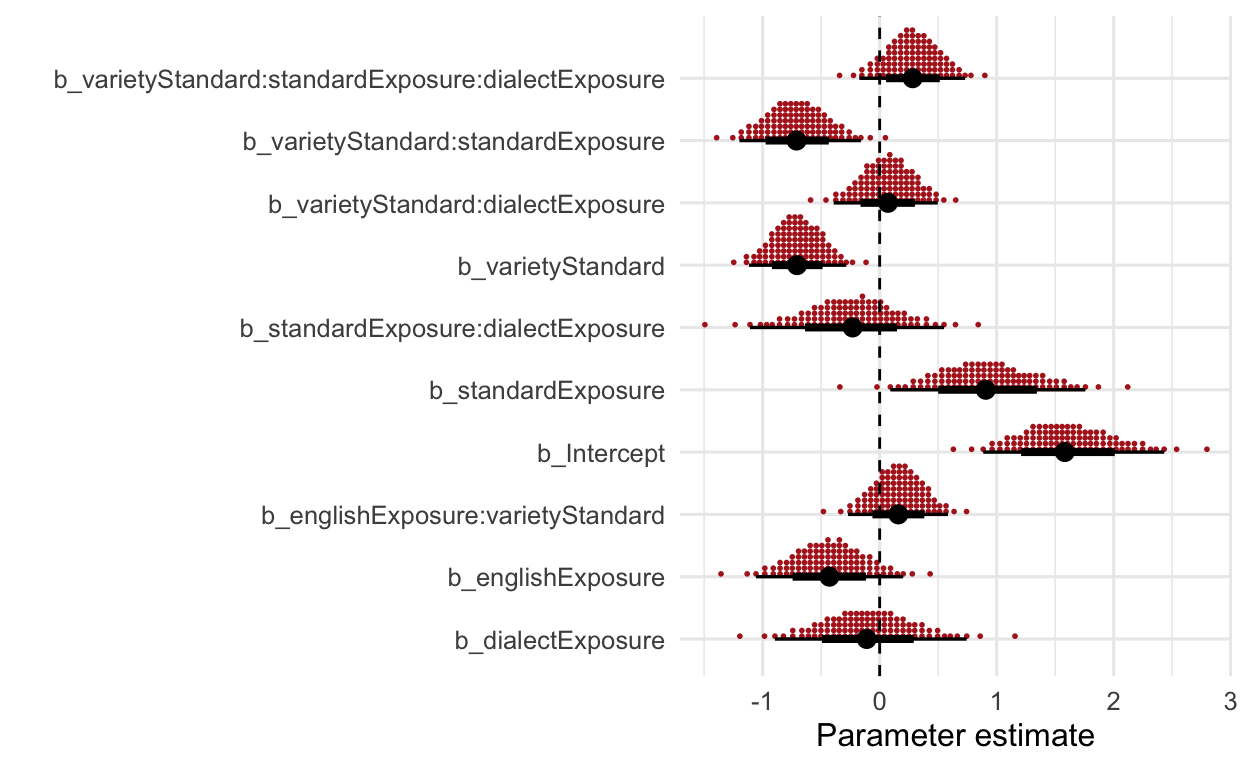 b_varietyStandard:standardExposure:dialectExposure
b_varietyStandard:standardExposure
b_varietyStandard:dialectExposure
b_varietyStandard
b_standardExposure:dialectExposure
b_standardExposure
b_Intercept
b_englishExposure:varietyStandard
b_englishExposure
b_dialectExposure
-1 0 1 2 3
Parameter estimate